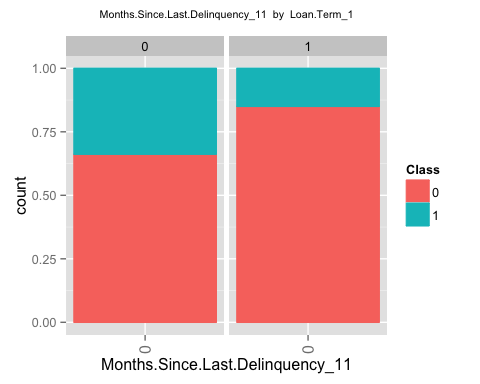 Months.Since.Last.Delinquency_11 by Loan.Term_1
0 1
1.00
0.75
0.50
0.25
0.00
count
0 0
Months.Since.Last.Delinquency_11
Class
0
1